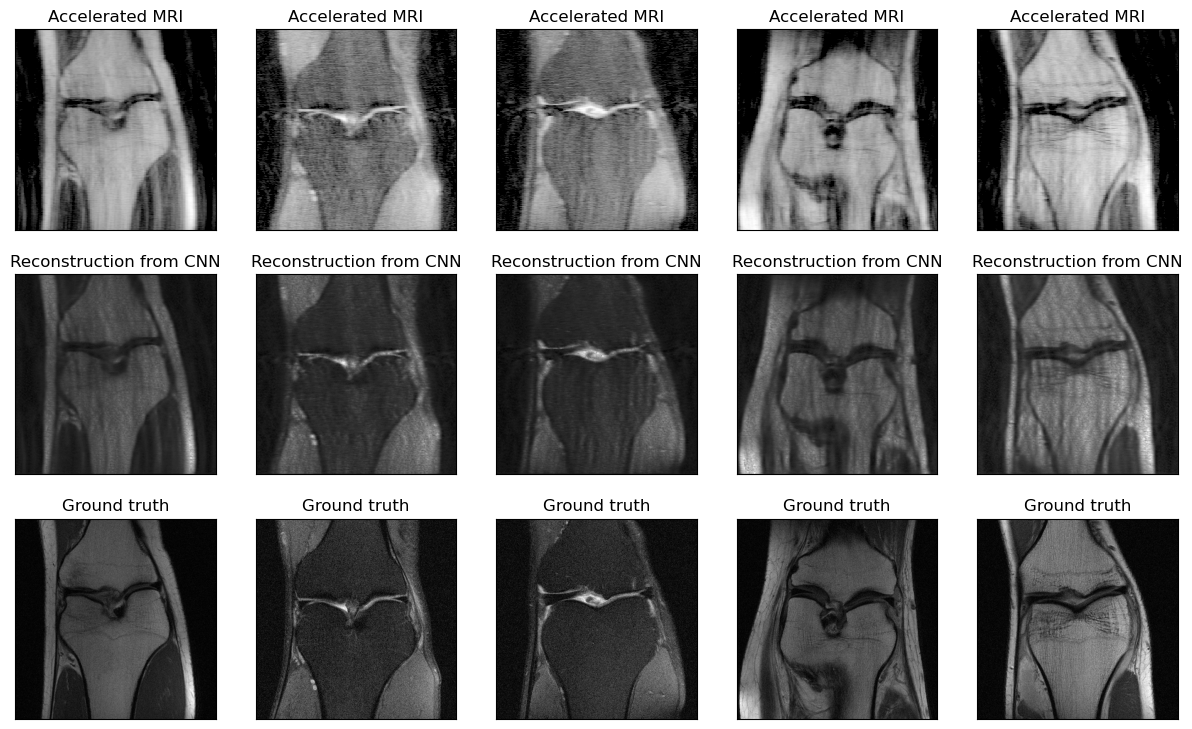 Accelerated MRI Accelerated MRI Accelerated MRI Accelerated MRI Accelerated MRI
Reconstruction from CNN Reconstruction from CNN Reconstruction from CNN Reconstruction from CNN Reconstruction from CNN
Ground truth Ground truth Ground truth Ground truth Ground truth